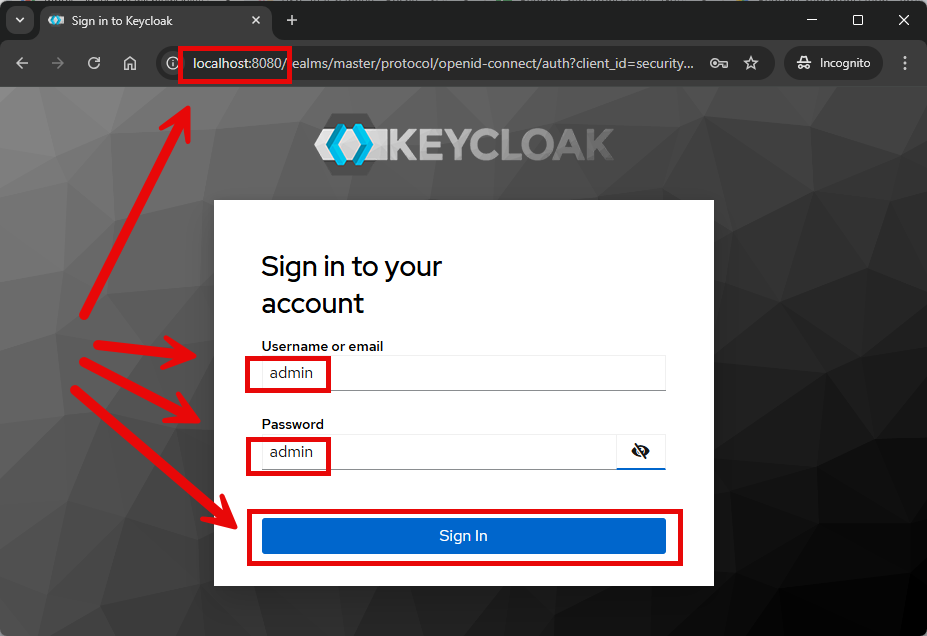 Sign in to Keycloak
localhost:8080/realms/master/protocol/openid-connect/auth?client_id=security...
Incognito
KEYCLOAK
Sign in to your
account
Username or email
admin
Password
admin
Sign In